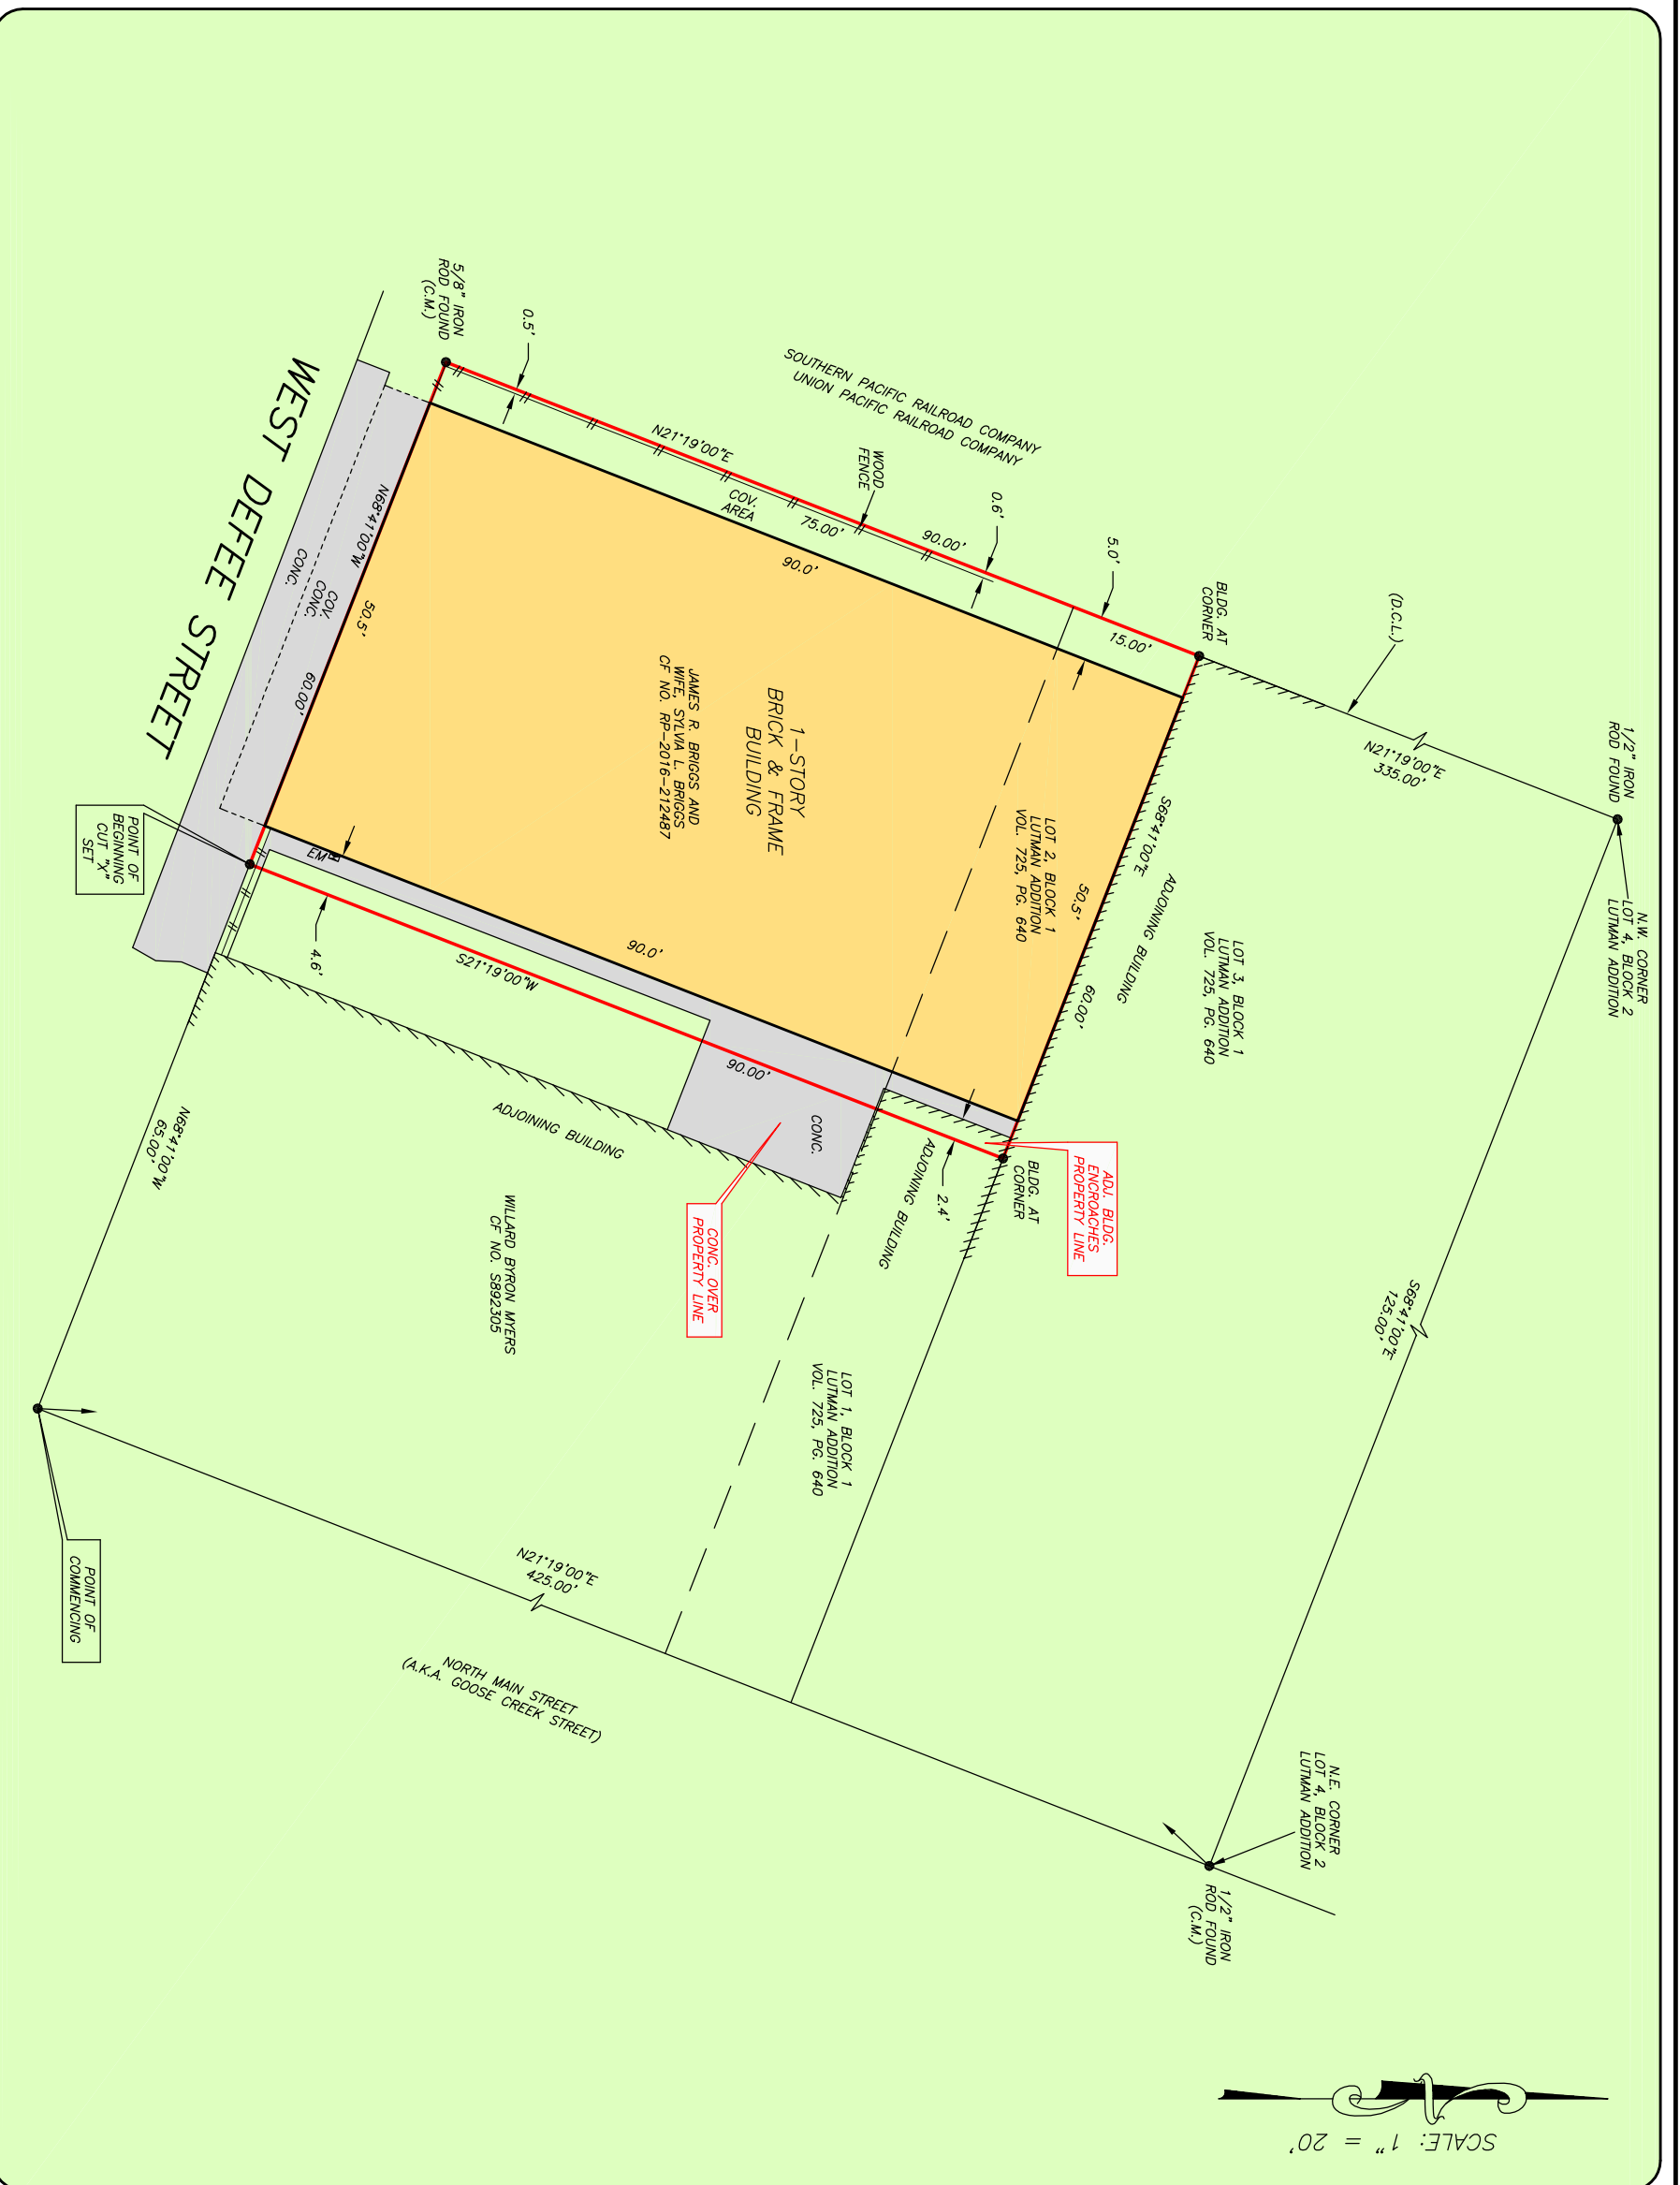 1/2" IRON
ROD FOUND
N.W. CORNER
LOT 4, BLOCK 2
LUTMAN ADDITION
(D.C.L.)
N21°19'00"E
335.00'
BLDG. AT
CORNER
5.0'
15.00'
0.6'
90.00'
WOOD
FENCE
75.00'
COV.
AREA
N21°19'00"E
SOUTHERN PACIFIC RAILROAD COMPANY
UNION PACIFIC RAILROAD COMPANY
0.5'
5/8" IRON
ROD FOUND
(C.M.)
LOT 3, BLOCK 1
LUTMAN ADDITION
VOL. 725, PG. 640
S68°41'00"E
ADJOINING BUILDING
50.5'
60.00'
LOT 2, BLOCK 1
LUTMAN ADDITION
VOL. 725, PG. 640
90.0'
1-STORY
BRICK & FRAME
BUILDING
JAMES R. BRIGGS AND
WIFE, SYLVIA L. BRIGGS
CF NO. RP-2016-212487
90.0'
N68°41'00"W
50.5'
60.00'
COV.
CONC.
CONC.
WEST DEFEE STREET
POINT OF
BEGINNING
CUT "X"
SET
EM
4.6'
S21°19'00"W
90.00'
CONC.
ADJ. BLDG.
ENCROACHES
PROPERTY LINE
BLDG. AT
CORNER
2.4'
ADJOINING BUILDING
CONC. OVER
PROPERTY LINE
ADJOINING BUILDING
WILLARD BYRON MYERS
CF NO. S892305
LOT 1, BLOCK 1
LUTMAN ADDITION
VOL. 725, PG. 640
S68°41'00"E
125.00'
N68°41'00"W
65.00'
POINT OF
COMMENCING
N21°19'00"E
425.00'
NORTH MAIN STREET
(A.K.A. GOOSE CREEK STREET)
N.E. CORNER
LOT 4, BLOCK 2
LUTMAN ADDITION
1/2" IRON
ROD FOUND
(C.M.)
N
SCALE: 1" = 20'